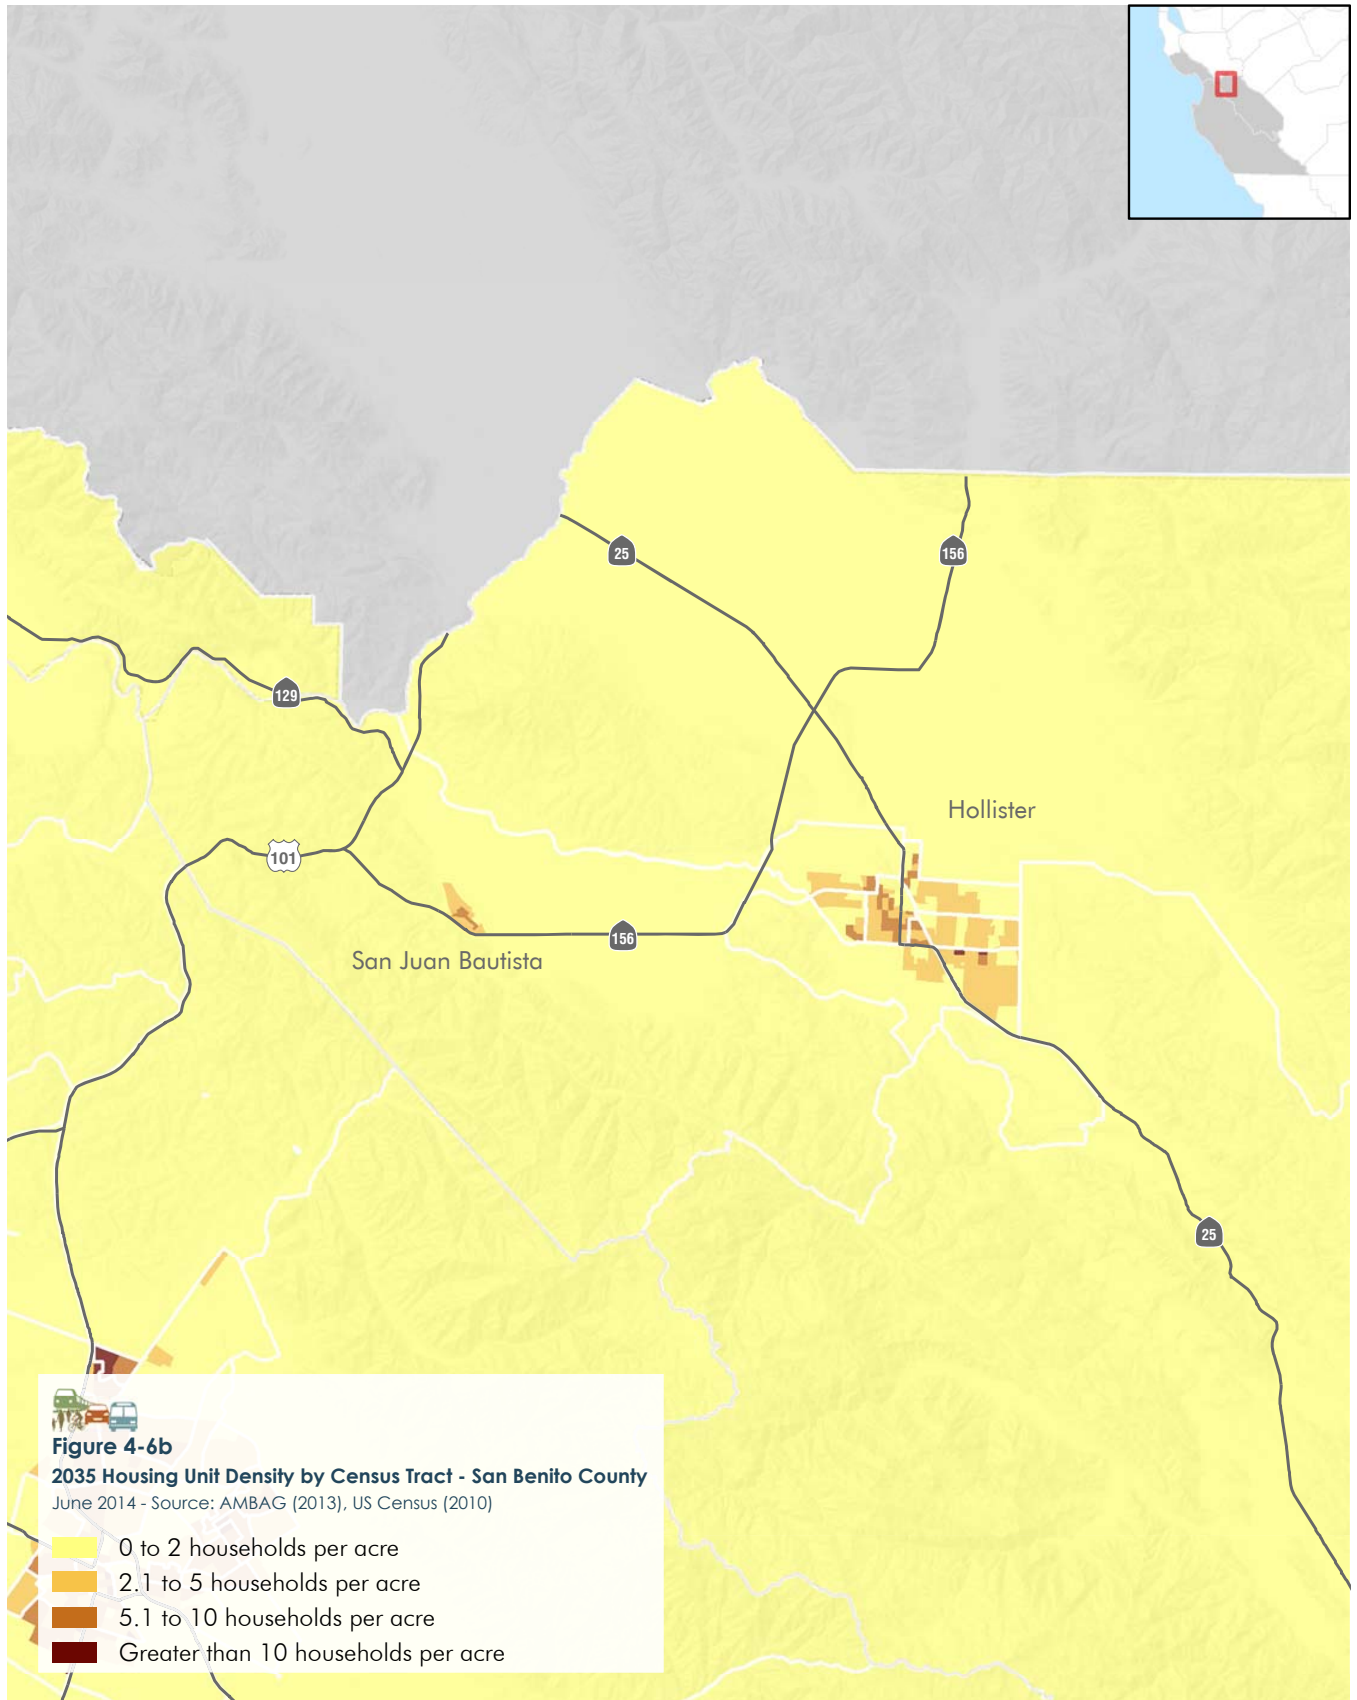 25
156
129
Hollister
101
156
San Juan Bautista
25
Figure 4-6b
2035 Housing Unit Density by Census Tract - San Benito County
June 2014 - Source: AMBAG (2013), US Census (2010)
0 to 2 households per acre
2.1 to 5 households per acre
5.1 to 10 households per acre
Greater than 10 households per acre